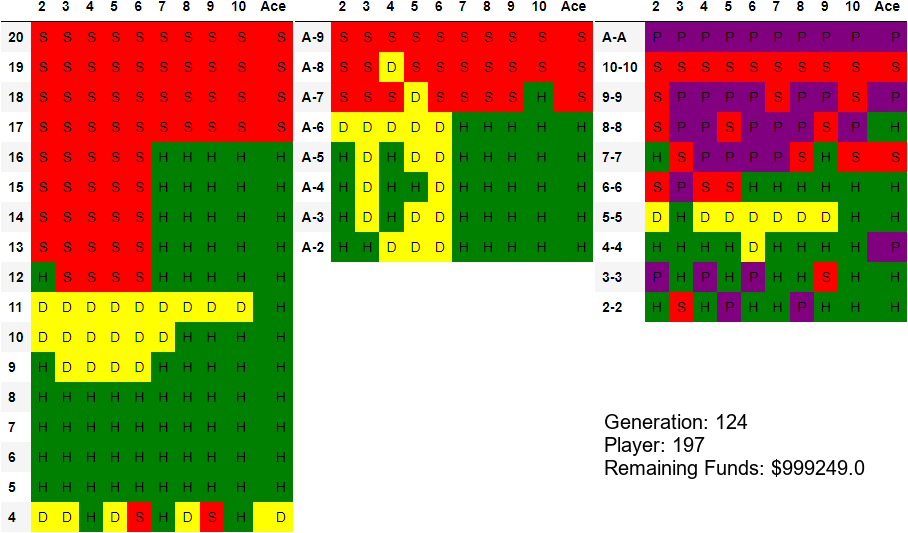 2 3 4 5 6 7 8 9 10 Ace
20 S S S S S S S S S S
19 S S S S S S S S S S
18 S S S S S S S S S S
17 S S S S S S S S S S
16 S S S S S H H H H H
15 S S S S S H H H H H
14 S S S S S H H H H H
13 S S S S S H H H H H
12 H S S S S H H H H H
11 D D D D D D D D D H
10 D D D D D D H H H H
9 H D D D D H H H H H
8 H H H H H H H H H H
7 H H H H H H H H H H
6 H H H H H H H H H H
5 H H H H H H H H H H
4 D D H D S H D S H D
2 3 4 5 6 7 8 9 10 Ace
A-9 S S S S S S S S S S
A-8 S S D S S S S S S S
A-7 S S S D S S S S H S
A-6 D D D D D H H H H H
A-5 H D H D D H H H H H
A-4 H D H H D H H H H H
A-3 H D H D D H H H H H
A-2 H H D D D H H H H H
2 3 4 5 6 7 8 9 10 Ace
A-A P P P P P P P P P P
10-10 S S S S S S S S S S
9-9 S P P P P S P P S P
8-8 S P P S P P P S P H
7-7 H S P P P P S H S S
6-6 S P S S H H H H H H
5-5 D H D D D D D D H H
4-4 H H H H D H H H H P
3-3 P H P H P H H S H H
2-2 H S H P H H P H H H
Generation: 124
Player: 197
Remaining Funds: $999249.0